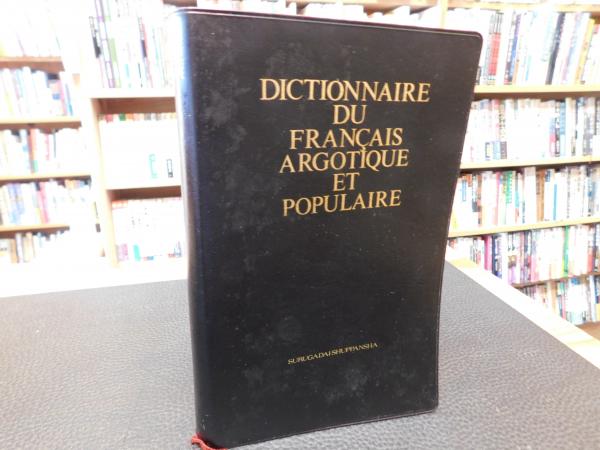 DICTIONNAIRE
DU
FRANÇAIS
ARGOTIQUE
ET
POPULAIRE
SURUGADAI SHUPPANSHA